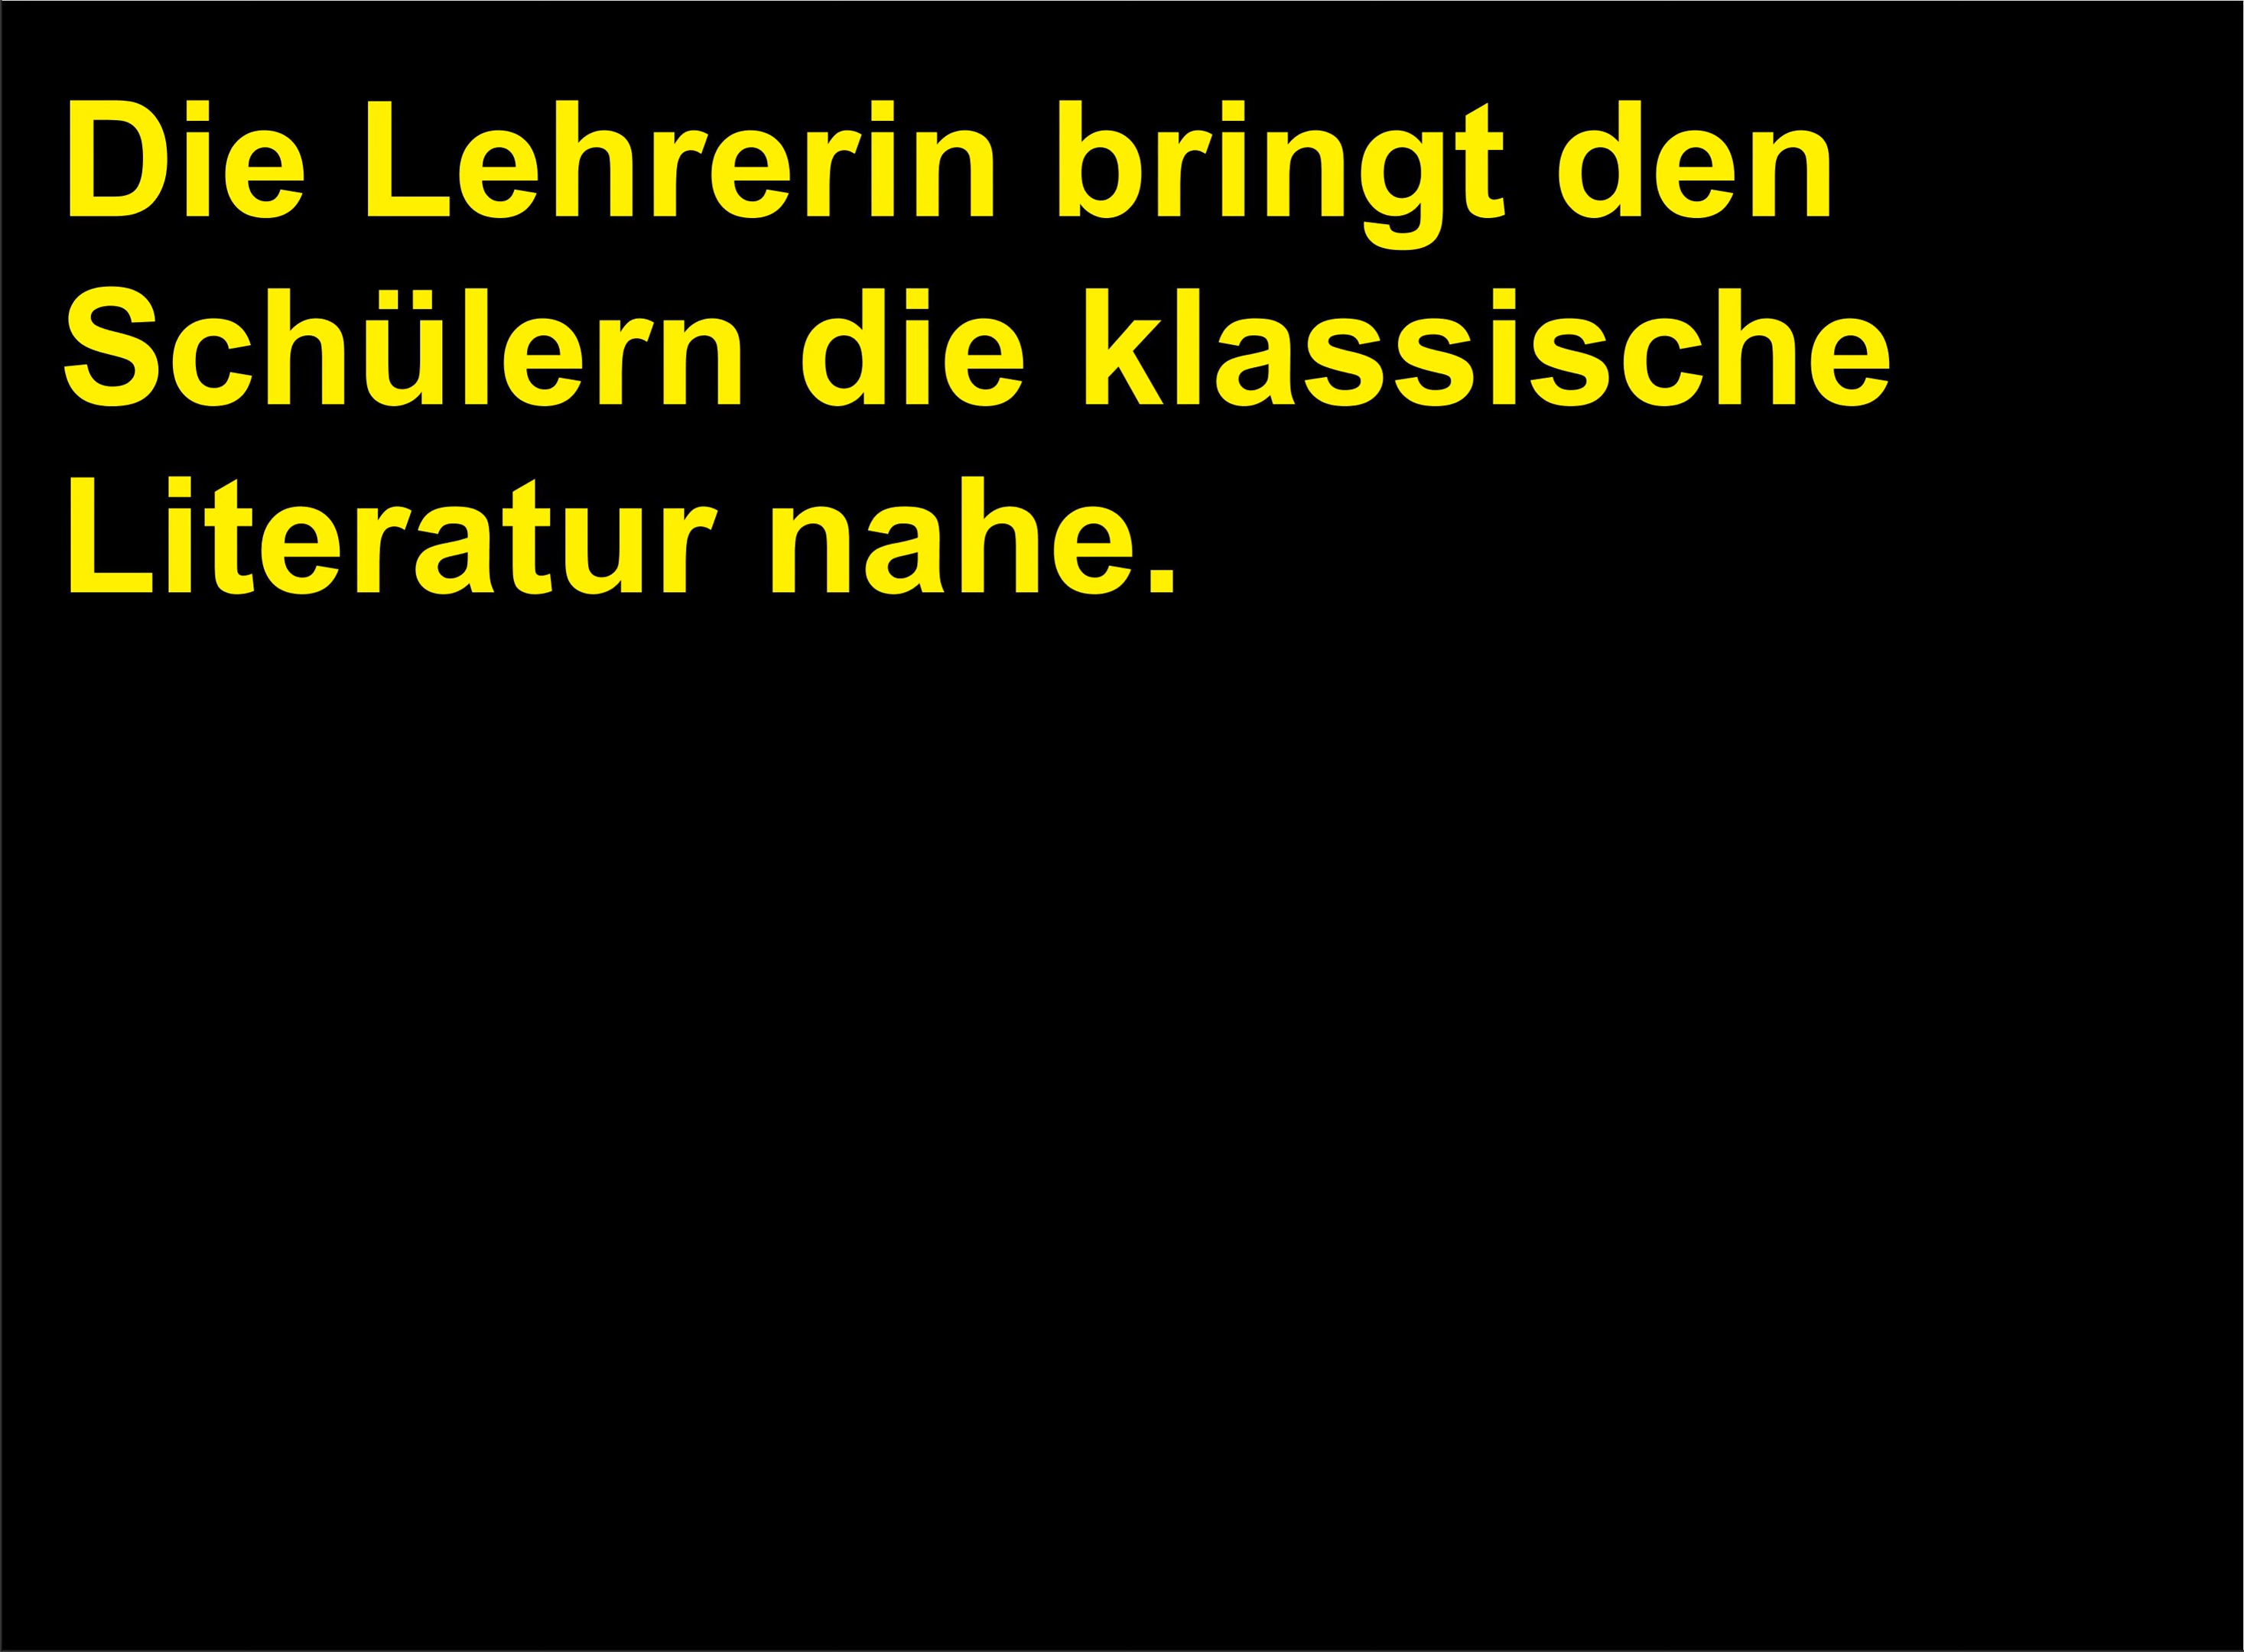 Die Lehrerin bringt den
Schülern die klassische
Literatur nahe.